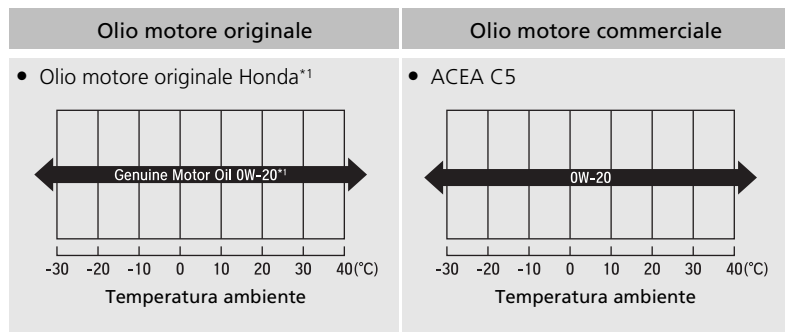 Olio motore originale
Olio motore commerciale
• Olio motore originale Honda*1
Genuine Motor Oil 0W-20*1
-30 -20 -10 0 10 20 30 40(°C)
Temperatura ambiente
• ACEA C5
0W-20
-30 -20 -10 0 10 20 30 40(°C)
Temperatura ambiente